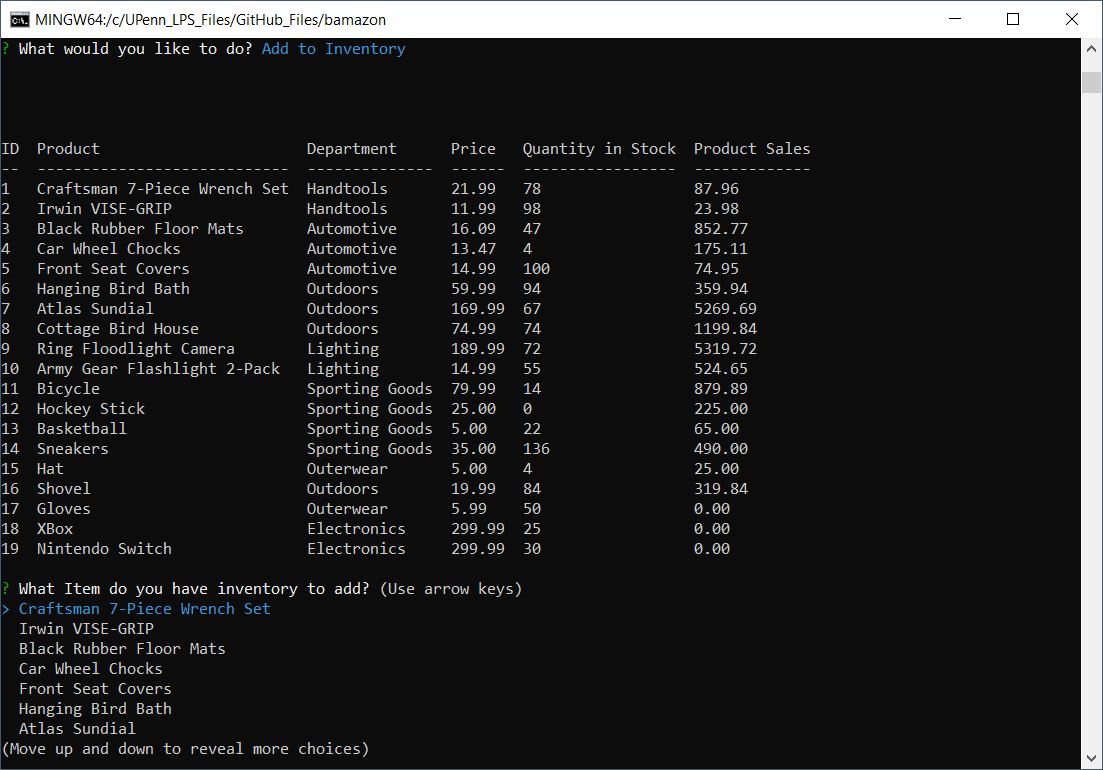 MINGW64:/c/UPenn_LPS_Files/GitHub_Files/bamazon
? What would you like to do? Add to Inventory
ID  Product                       Department      Price   Quantity in Stock  Product Sales
--  ----------------------------  --------------  ------  -----------------  -------------
1   Craftsman 7-Piece Wrench Set  Handtools       21.99   78                 87.96
2   Irwin VISE-GRIP               Handtools       11.99   98                 23.98
3   Black Rubber Floor Mats       Automotive      16.09   47                 852.77
4   Car Wheel Chocks              Automotive      13.47   4                  175.11
5   Front Seat Covers             Automotive      14.99   100                74.95
6   Hanging Bird Bath             Outdoors        59.99   94                 359.94
7   Atlas Sundial                 Outdoors        169.99  67                 5269.69
8   Cottage Bird House            Outdoors        74.99   74                 1199.84
9   Ring Floodlight Camera        Lighting        189.99  72                 5319.72
10  Army Gear Flashlight 2-Pack   Lighting        14.99   55                 524.65
11  Bicycle                       Sporting Goods  79.99   14                 879.89
12  Hockey Stick                  Sporting Goods  25.00   0                  225.00
13  Basketball                    Sporting Goods  5.00    22                 65.00
14  Sneakers                      Sporting Goods  35.00   136                490.00
15  Hat                           Outerwear       5.00    4                  25.00
16  Shovel                        Outdoors        19.99   84                 319.84
17  Gloves                        Outerwear       5.99    50                 0.00
18  XBox                          Electronics     299.99  25                 0.00
19  Nintendo Switch               Electronics     299.99  30                 0.00
? What Item do you have inventory to add? (Use arrow keys)
> Craftsman 7-Piece Wrench Set
Irwin VISE-GRIP
Black Rubber Floor Mats
Car Wheel Chocks
Front Seat Covers
Hanging Bird Bath
Atlas Sundial
(Move up and down to reveal more choices)